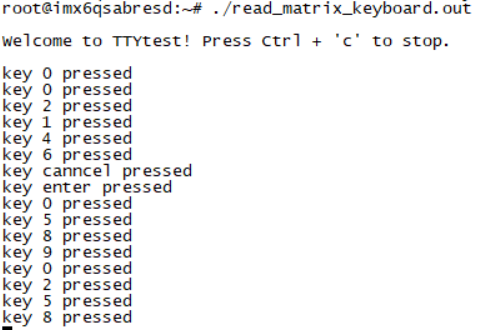 root@imx6qsabresd:~# ./read_matrix_keyboard.out
Welcome to TTYtest! Press Ctrl + 'c' to stop.
key 0 pressed
key 0 pressed
key 2 pressed
key 1 pressed
key 4 pressed
key 6 pressed
key canncel pressed
key enter pressed
key 0 pressed
key 5 pressed
key 8 pressed
key 9 pressed
key 0 pressed
key 2 pressed
key 5 pressed
key 8 pressed